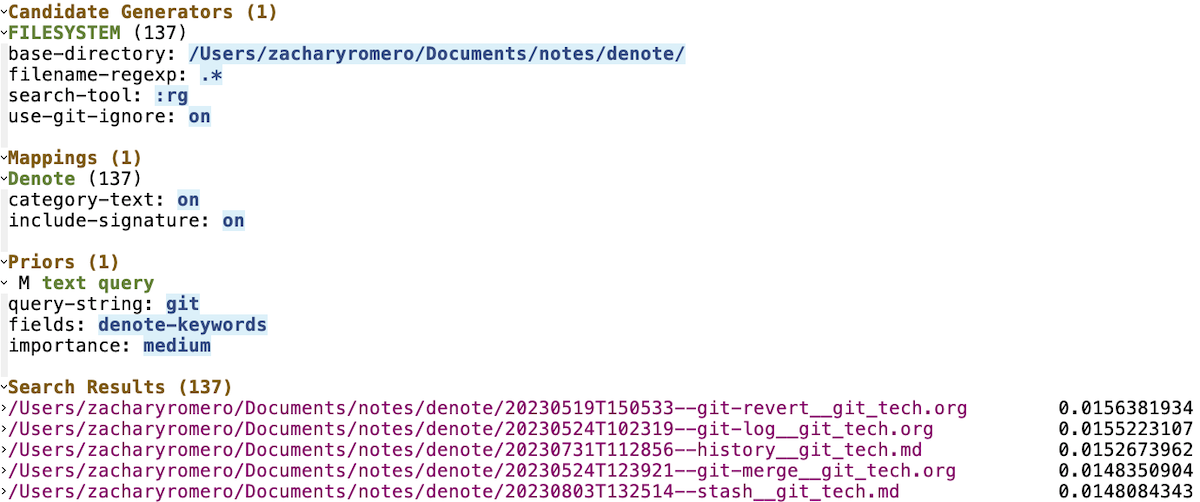 Candidate Generators (1)
FILESYSTEM (137)
base-directory: /Users/zacharyromero/Documents/notes/denote/
filename-regexp: .*
search-tool: :rg
use-git-ignore: on
Mappings (1)
Denote (137)
category-text: on
include-signature: on
Priors (1)
M text query
query-string: git
fields: denote-keywords
importance: medium
Search Results (137)
/Users/zacharyromero/Documents/notes/denote/20230519T150533--git-revert__git_tech.org 0.0156381934
/Users/zacharyromero/Documents/notes/denote/20230524T102319--git-log__git_tech.org 0.0155223107
/Users/zacharyromero/Documents/notes/denote/20230731T112856--history__git_tech.md 0.0152673962
/Users/zacharyromero/Documents/notes/denote/20230524T123921--git-merge__git_tech.org 0.0148350904
/Users/zacharyromero/Documents/notes/denote/20230803T132514--stash__git_tech.md 0.0148084343